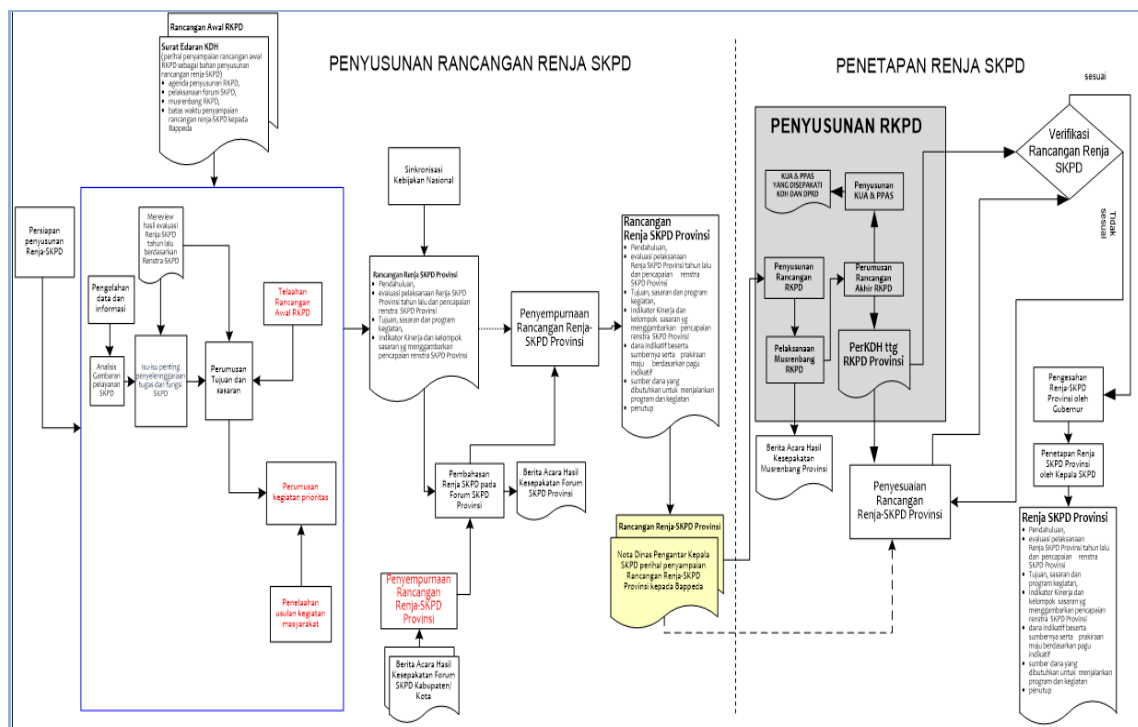 Rancangan Awal RKPD
Surat Edaran KDH
(perihal penyampaian rancangan awal
RKPD sebagai bahan penyusunan
rancangan renja-SKPD)
• agenda penyusunan RKPD,
• pelaksanaan forum SKPD,
• musrenbang RKPD,
• batas waktu penyampaian
rancangan renja-SKPD kepada
Bappeda
PENYUSUNAN RANCANGAN RENJA SKPD
Persiapan
penyusunan
Renja-SKPD
Mereview
hasil evaluasi
Renja-SKPD
tahun lalu
berdasarkan
Renstra-SKPD
Pengolahan
data dan
informasi
Telaahan
Rancangan
Awal RKPD
Analisis
Gambaran
pelayanan
SKPD
Isu-isu penting
penyelenggaraan
tugas dan fungsi
SKPD
Perumusan
Tujuan dan
sasaran
Perumusan
kegiatan prioritas
Penelaahan
usulan kegiatan
masyarakat
Sinkronisasi
Kebijakan Nasional
Rancangan Renja SKPD Provinsi
• Pendahuluan,
• evaluasi pelaksanaan Renja SKPD
Provinsi tahun lalu dan pencapaian
renstra SKPD Provinsi
• Tujuan, sasaran dan program
kegiatan,
• Indikator Kinerja dan kelompok
sasaran yg menggambarkan
pencapaian renstra SKPD Provinsi
Penyempurnaan
Rancangan Renja-
SKPD Provinsi
Pembahasan
Renja SKPD pada
Forum SKPD
Provinsi
Berita Acara Hasil
Kesepakatan Forum
SKPD Provinsi
Penyempurnaan
Rancangan
Renja-SKPD
Provinsi
Berita Acara Hasil
Kesepakatan Forum
SKPD Kabupaten/
Kota
Rancangan
Renja SKPD Provinsi
• Pendahuluan,
• evaluasi pelaksanaan
Renja SKPD Provinsi tahun lalu
dan pencapaian renstra
SKPD Provinsi
• Tujuan, sasaran dan program
kegiatan,
• Indikator Kinerja dan
kelompok sasaran yg
menggambarkan pencapaian
renstra SKPD Provinsi
• dana indikatif beserta
sumbernya serta prakiraan
maju berdasarkan pagu
indikatif
• sumber dana yang
dibutuhkan untuk menjalankan
program dan kegiatan
• penutup
Rancangan Renja-SKPD Provinsi
Nota Dinas Pengantar Kepala
SKPD perihal penyampaian
Rancangan Renja-SKPD
Provinsi kepada Bappeda
PENETAPAN RENJA SKPD
PENYUSUNAN RKPD
KUA & PPAS
YANG DISEPAKATI
KDH DAN DPRD
Penyusunan
KUA & PPAS
Penyusunan
Rancangan
RKPD
Perumusan
Rancangan
Akhir RKPD
Pelaksanaan
Musrenbang
RKPD
PerKDH ttg
RKPD Provinsi
Berita Acara Hasil
Kesepakatan
Musrenbang Provinsi
Penyesuaian
Rancangan
Renja-SKPD Provinsi
sesuai
Verifikasi
Rancangan Renja
SKPD
Tidak
sesuai
Pengesahan
Renja-SKPD
Provinsi oleh
Gubernur
Penetapan Renja
SKPD Provinsi
oleh Kepala SKPD
Renja SKPD Provinsi
• Pendahuluan,
• evaluasi pelaksanaan
Renja SKPD Provinsi tahun lalu
dan pencapaian renstra
SKPD Provinsi
• Tujuan, sasaran dan
program kegiatan,
• Indikator Kinerja dan
kelompok sasaran yg
menggambarkan pencapaian
renstra SKPD Provinsi
• dana indikatif beserta
sumbernya serta prakiraan
maju berdasarkan pagu
indikatif
• sumber dana yang
dibutuhkan untuk menjalankan
program dan kegiatan
• penutup